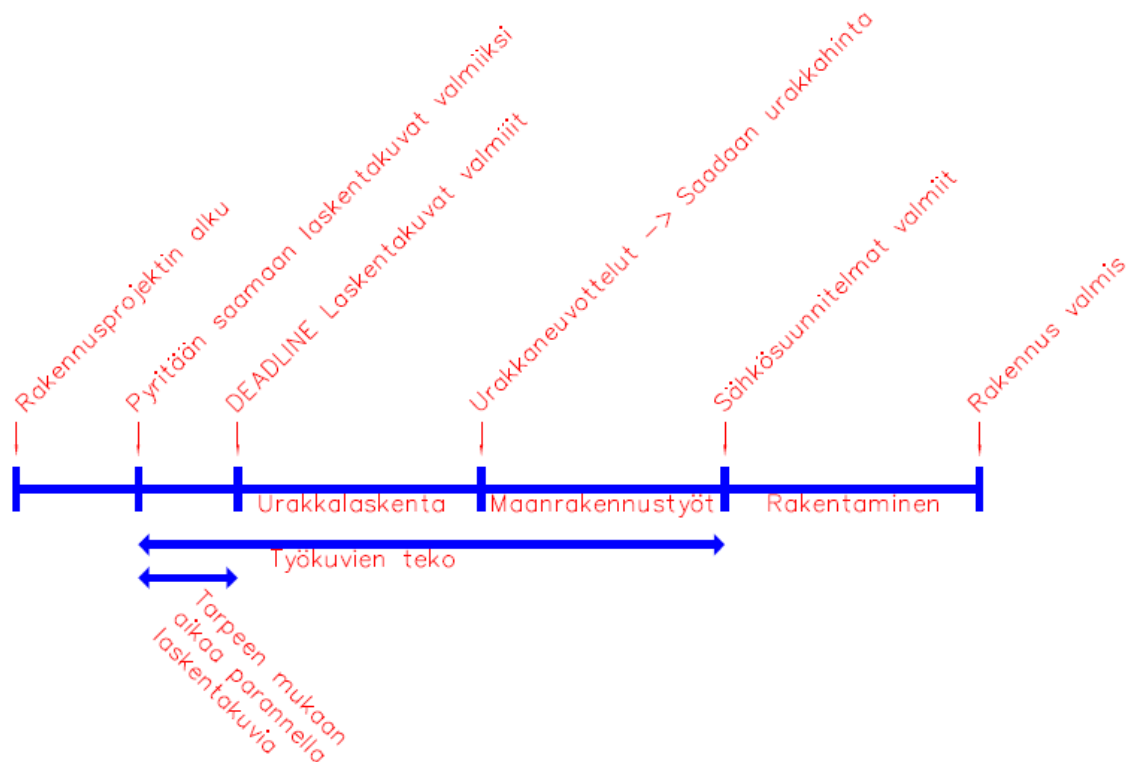 Rakennusprojektin alku
Pyritään saamaan laskentakuvat valmiiksi
DEADLINE Laskentakuvat valmiiit
Urakkaneuvottelut --> Saadaan urakkahinta
Sähkösuunnitelmat valmiit
Rakennus valmis
Urakkalaskenta
Maanrakennustyöt
Rakentaminen
Työkuvien teko
Tarpeen mukaan
aikaa parannella
laskentakuvia